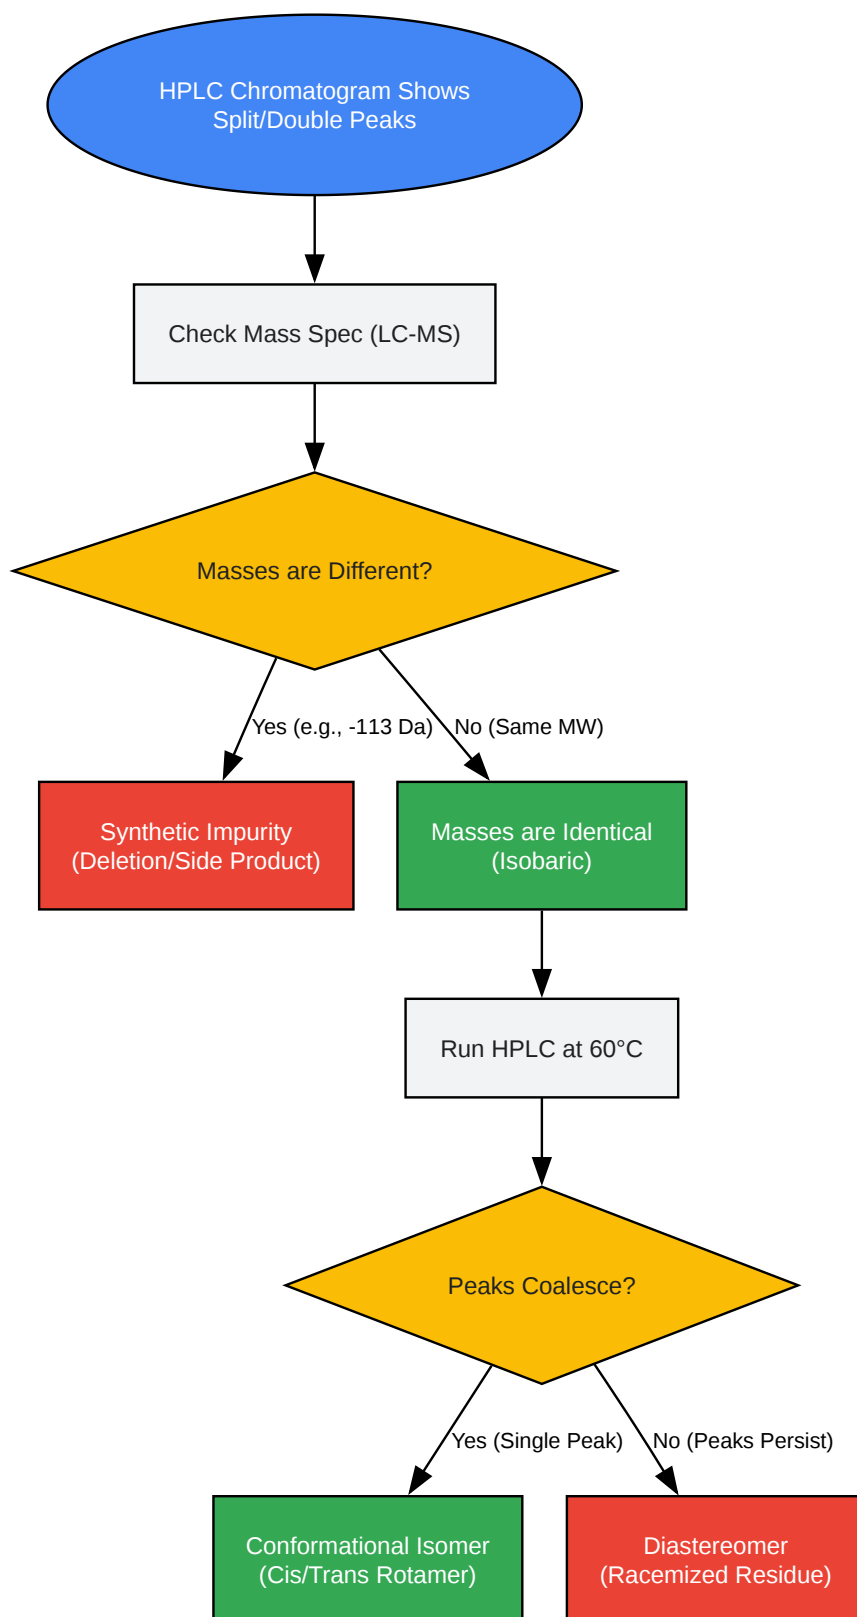 HPLC Chromatogram Shows
Split/Double Peaks
Check Mass Spec (LC-MS)
Masses are Different?
Yes (e.g., -113 Da)
No (Same MW)
Synthetic Impurity
(Deletion/Side Product)
Masses are Identical
(Isobaric)
Run HPLC at 60°C
Peaks Coalesce?
Yes (Single Peak)
No (Peaks Persist)
Conformational Isomer
(Cis/Trans Rotamer)
Diastereomer
(Racemized Residue)